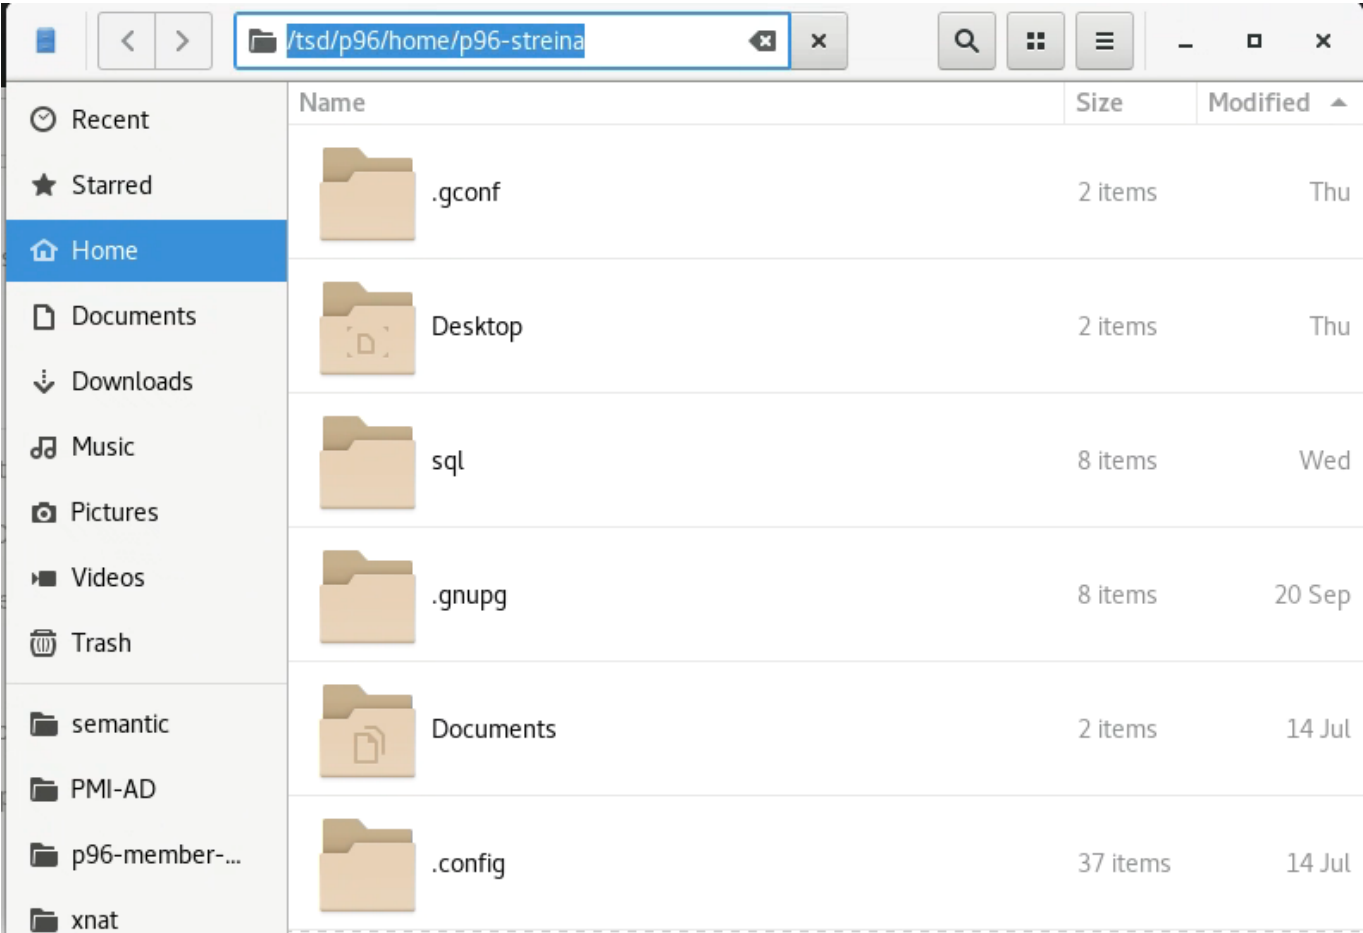 /tsd/p96/home/p96-streina
Recent
Starred
Home
Documents
Downloads
Music
Pictures
Videos
Trash
semantic
PMI-AD
p96-member-...
xnat
Name Size Modified
.gconf 2 items Thu
Desktop 2 items Thu
sql 8 items Wed
.gnupg 8 items 20 Sep
Documents 2 items 14 Jul
.config 37 items 14 Jul